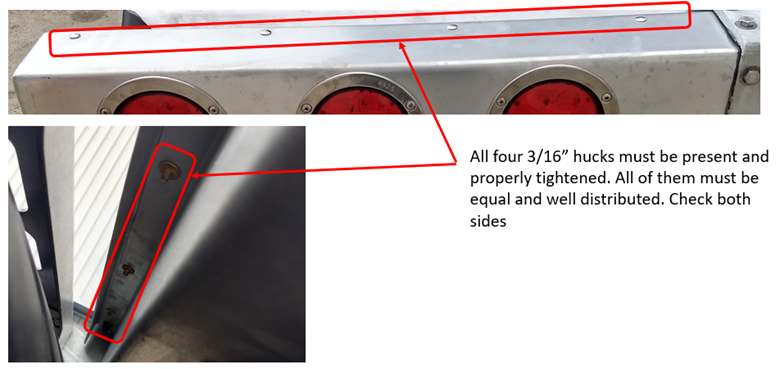 All four 3/16” hucks must be present and
properly tightened. All of them must be
equal and well distributed. Check both
sides